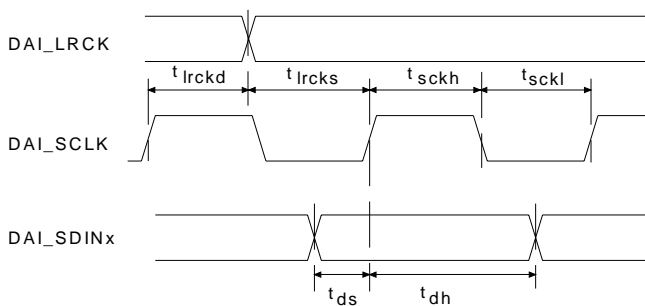 DAI_LRCK
t lrckd t lrcks t sckh t sckl
DAI_SCLK
DAI_SDINx
t ds t dh